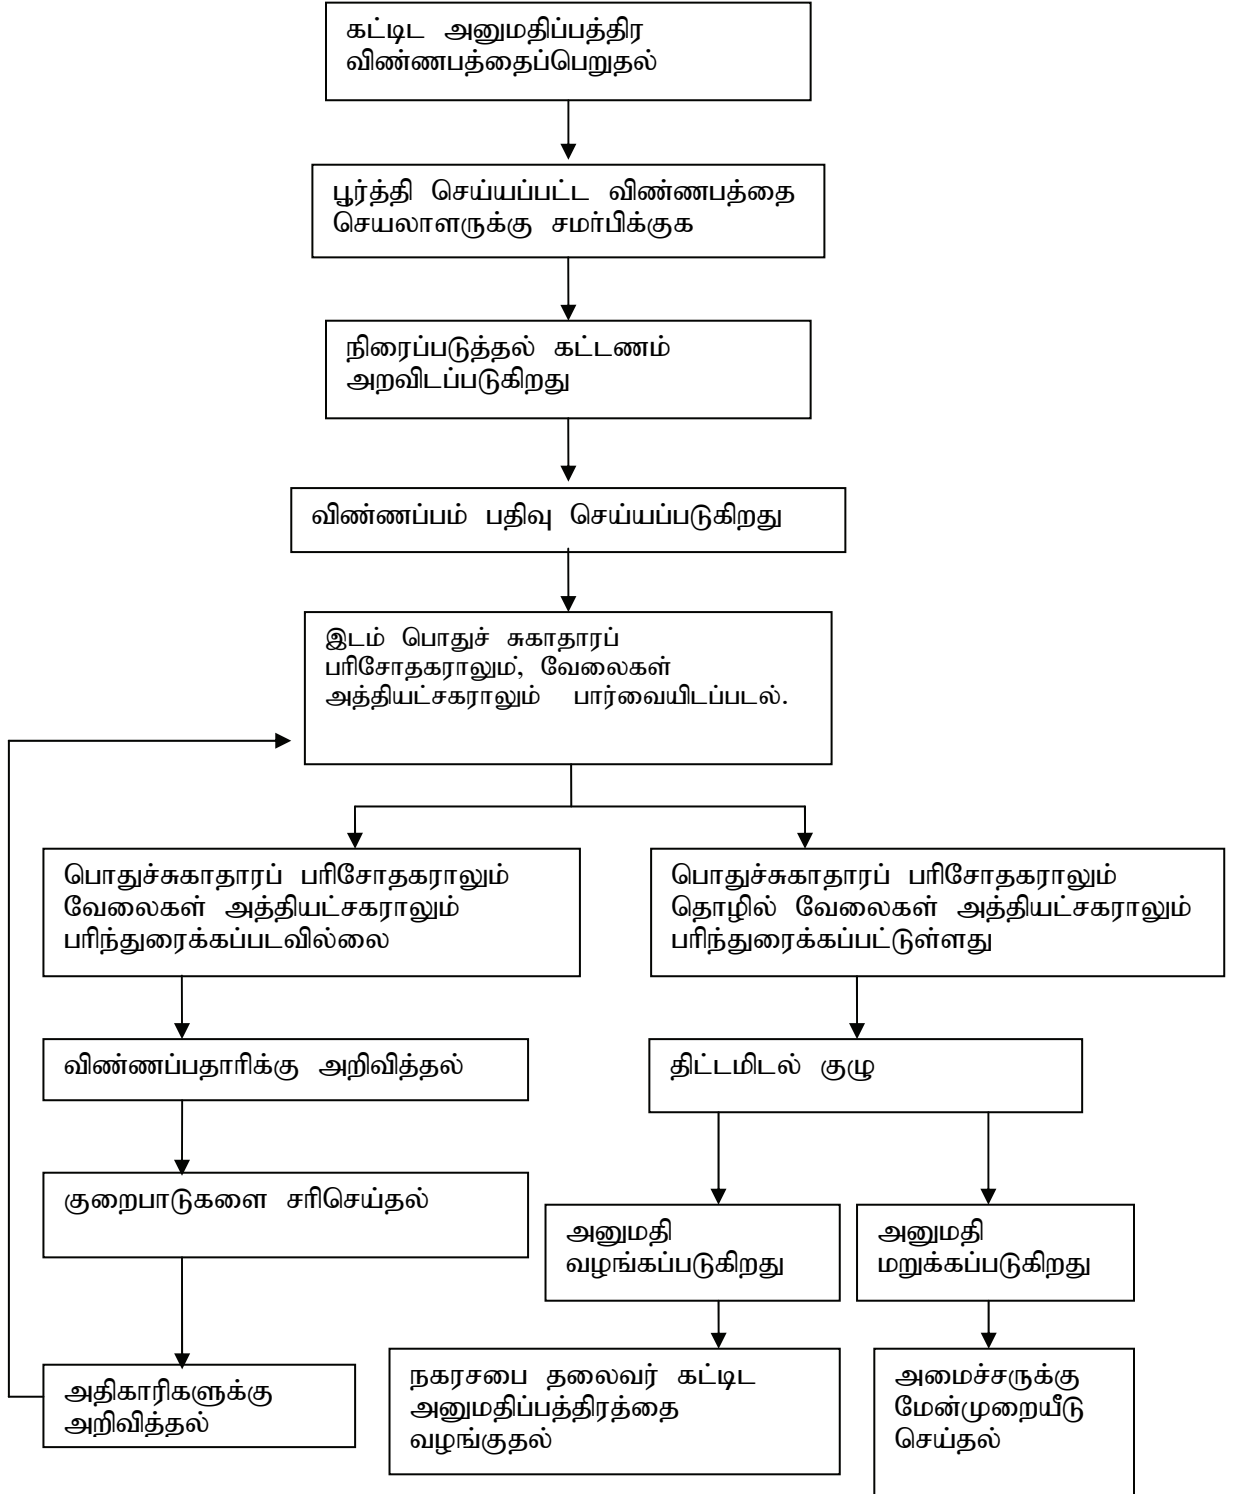 கட்டிட அனுமதிப்பத்திர
விண்ணபத்தைப்பெறுதல்
பூர்த்தி செய்யப்பட்ட விண்ணபத்தை
செயலாளருக்கு சமர்பிக்குக
நிரைப்படுத்தல் கட்டணம்
அறவிடப்படுகிறது
விண்ணப்பம் பதிவு செய்யப்படுகிறது
இடம் பொதுச் சுகாதாரப்
பரிசோதகராலும், வேலைகள்
அத்தியட்சகராலும் பார்வையிடப்படல்.
பொதுச்சுகாதாரப் பரிசோதகராலும்
வேலைகள் அத்தியட்சகராலும்
பரிந்துரைக்கப்படவில்லை
பொதுச்சுகாதாரப் பரிசோதகராலும்
தொழில் வேலைகள் அத்தியட்சகராலும்
பரிந்துரைக்கப்பட்டுள்ளது
விண்ணப்பதாரிக்கு அறிவித்தல்
திட்டமிடல் குழு
குறைபாடுகளை சரிசெய்தல்
அனுமதி
வழங்கப்படுகிறது
அனுமதி
மறுக்கப்படுகிறது
அதிகாரிகளுக்கு
அறிவித்தல்
நகரசபை தலைவர் கட்டிட
அனுமதிப்பத்திரத்தை
வழங்குதல்
அமைச்சருக்கு
மேன்முறையீடு
செய்தல்